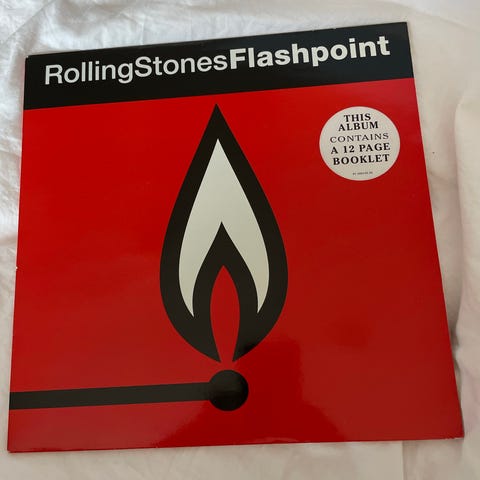 RollingStonesFlashpoint
THIS
ALBUM
CONTAINS
A 12 PAGE
BOOKLET